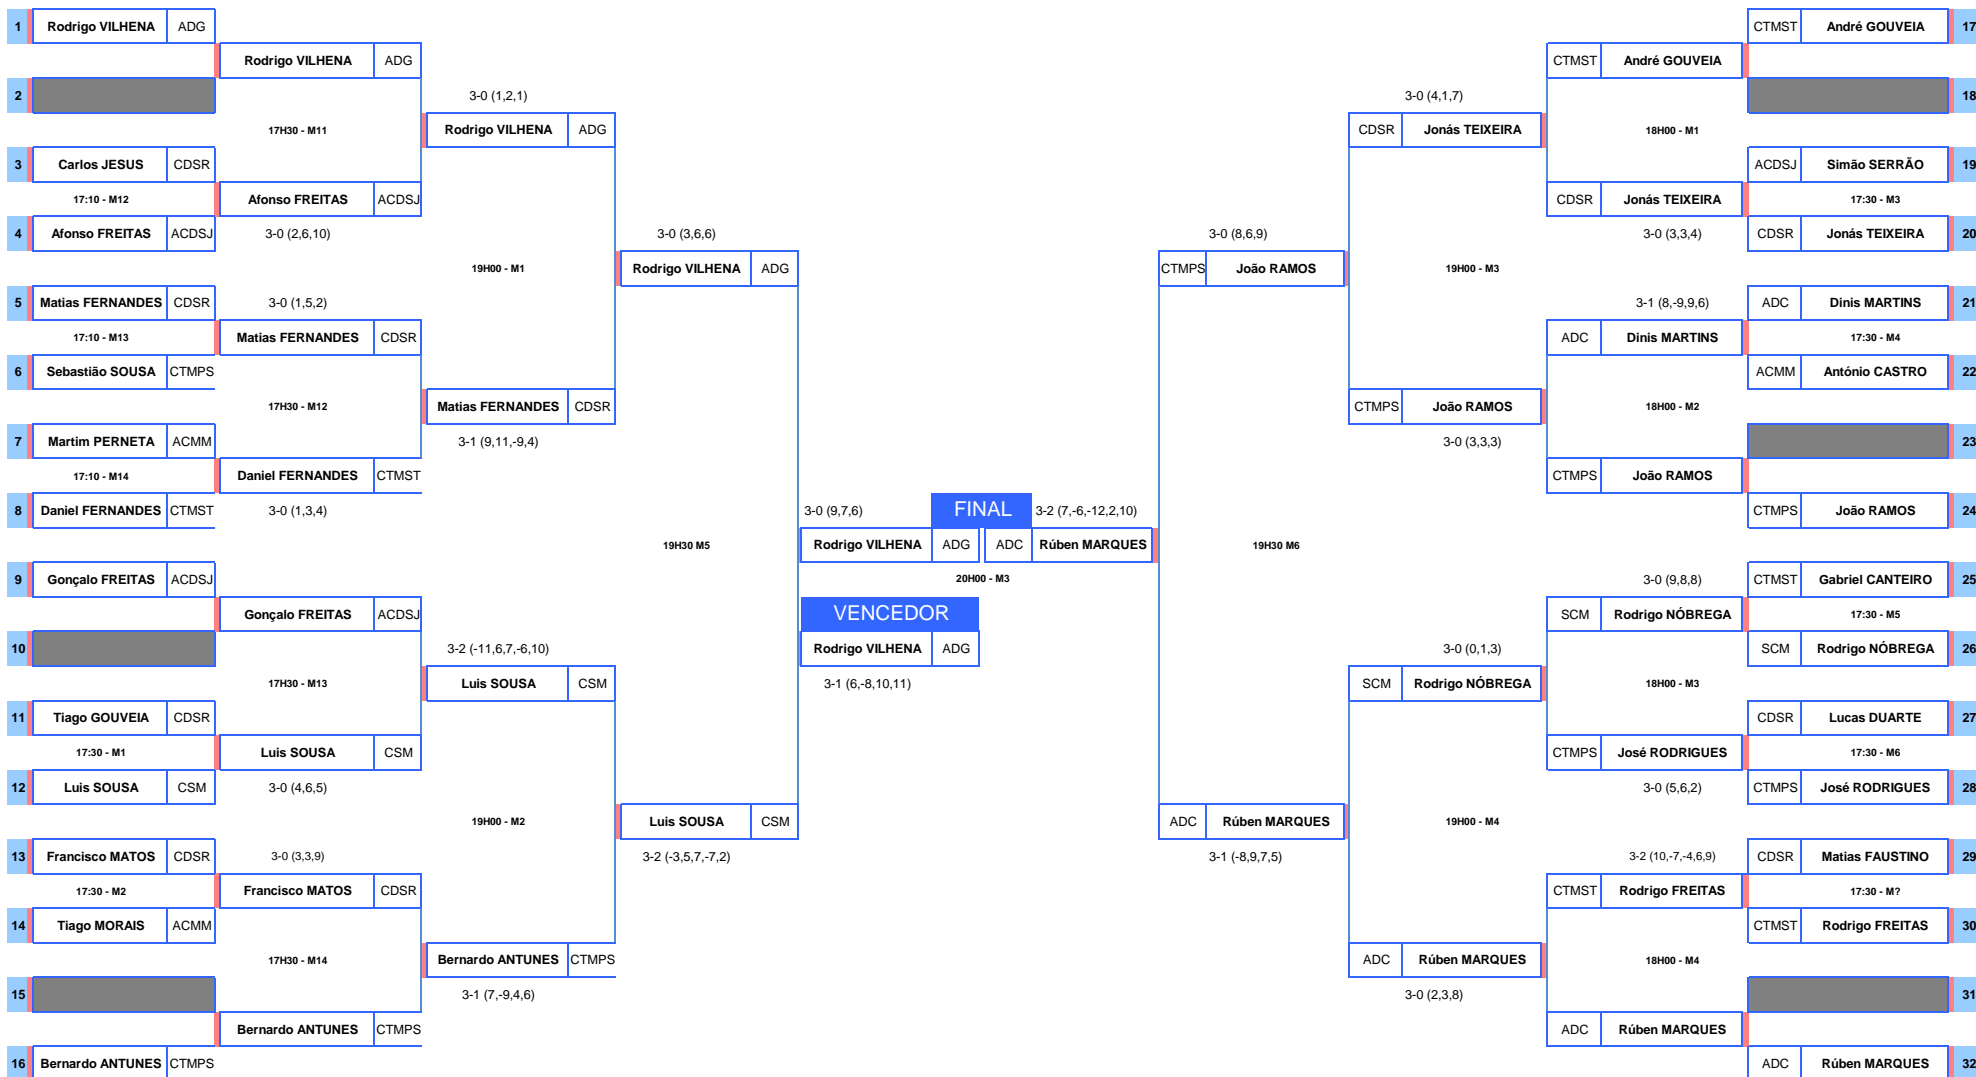 1 Rodrigo VILHENA ADG CTMST André GOUVEIA 17
Rodrigo VILHENA ADG CTMST André GOUVEIA
2 3-0 (1,2,1) 3-0 (4,1,7) 18
17H30 - M11 Rodrigo VILHENA ADG CDSR Jonás TEIXEIRA 18H00 - M1
3 Carlos JESUS CDSR ACDSJ Simão SERRÃO 19
17:10 - M12 Afonso FREITAS ACDSJ CDSR Jonás TEIXEIRA 17:30 - M3
4 Afonso FREITAS ACDSJ 3-0 (2,6,10) 3-0 (3,6,6) 3-0 (8,6,9) 3-0 (3,3,4) CDSR Jonás TEIXEIRA 20
19H00 - M1 Rodrigo VILHENA ADG CTMPS João RAMOS 19H00 - M3
5 Matias FERNANDES CDSR 3-0 (1,5,2) 3-1 (8,-9,9,6) ADC Dinis MARTINS 21
17:10 - M13 Matias FERNANDES CDSR ADC Dinis MARTINS 17:30 - M4
6 Sebastião SOUSA CTMPS ACMM António CASTRO 22
17H30 - M12 Matias FERNANDES CDSR CTMPS João RAMOS 18H00 - M2
7 Martim PERNETA ACMM 3-1 (9,11,-9,4) 3-0 (3,3,3) 23
17:10 - M14 Daniel FERNANDES CTMST CTMPS João RAMOS
8 Daniel FERNANDES CTMST 3-0 (1,3,4) 3-0 (9,7,6) FINAL 3-2 (7,-6,-12,2,10) CTMPS João RAMOS 24
19H30 M5 Rodrigo VILHENA ADG ADC Rúben MARQUES 19H30 M6
9 Gonçalo FREITAS ACDSJ 20H00 - M3 3-0 (9,8,8) CTMST Gabriel CANTEIRO 25
Gonçalo FREITAS ACDSJ VENCEDOR SCM Rodrigo NÓBREGA 17:30 - M5
10 3-2 (-11,6,7,-6,10) Rodrigo VILHENA ADG 3-0 (0,1,3) SCM Rodrigo NÓBREGA 26
17H30 - M13 Luis SOUSA CSM 3-1 (6,-8,10,11) SCM Rodrigo NÓBREGA 18H00 - M3
11 Tiago GOUVEIA CDSR CDSR Lucas DUARTE 27
17:30 - M1 Luis SOUSA CSM CTMPS José RODRIGUES 17:30 - M6
12 Luis SOUSA CSM 3-0 (4,6,5) 3-0 (5,6,2) CTMPS José RODRIGUES 28
19H00 - M2 Luis SOUSA CSM ADC Rúben MARQUES 19H00 - M4
13 Francisco MATOS CDSR 3-0 (3,3,9) 3-2 (-3,5,7,-7,2) 3-1 (-8,9,7,5) 3-2 (10,-7,-4,6,9) CDSR Matias FAUSTINO 29
17:30 - M2 Francisco MATOS CDSR CTMST Rodrigo FREITAS 17:30 - M?
14 Tiago MORAIS ACMM CTMST Rodrigo FREITAS 30
17H30 - M14 Bernardo ANTUNES CTMPS ADC Rúben MARQUES 18H00 - M4
15 3-1 (7,-9,4,6) 3-0 (2,3,8) 31
Bernardo ANTUNES CTMPS ADC Rúben MARQUES
16 Bernardo ANTUNES CTMPS ADC Rúben MARQUES 32